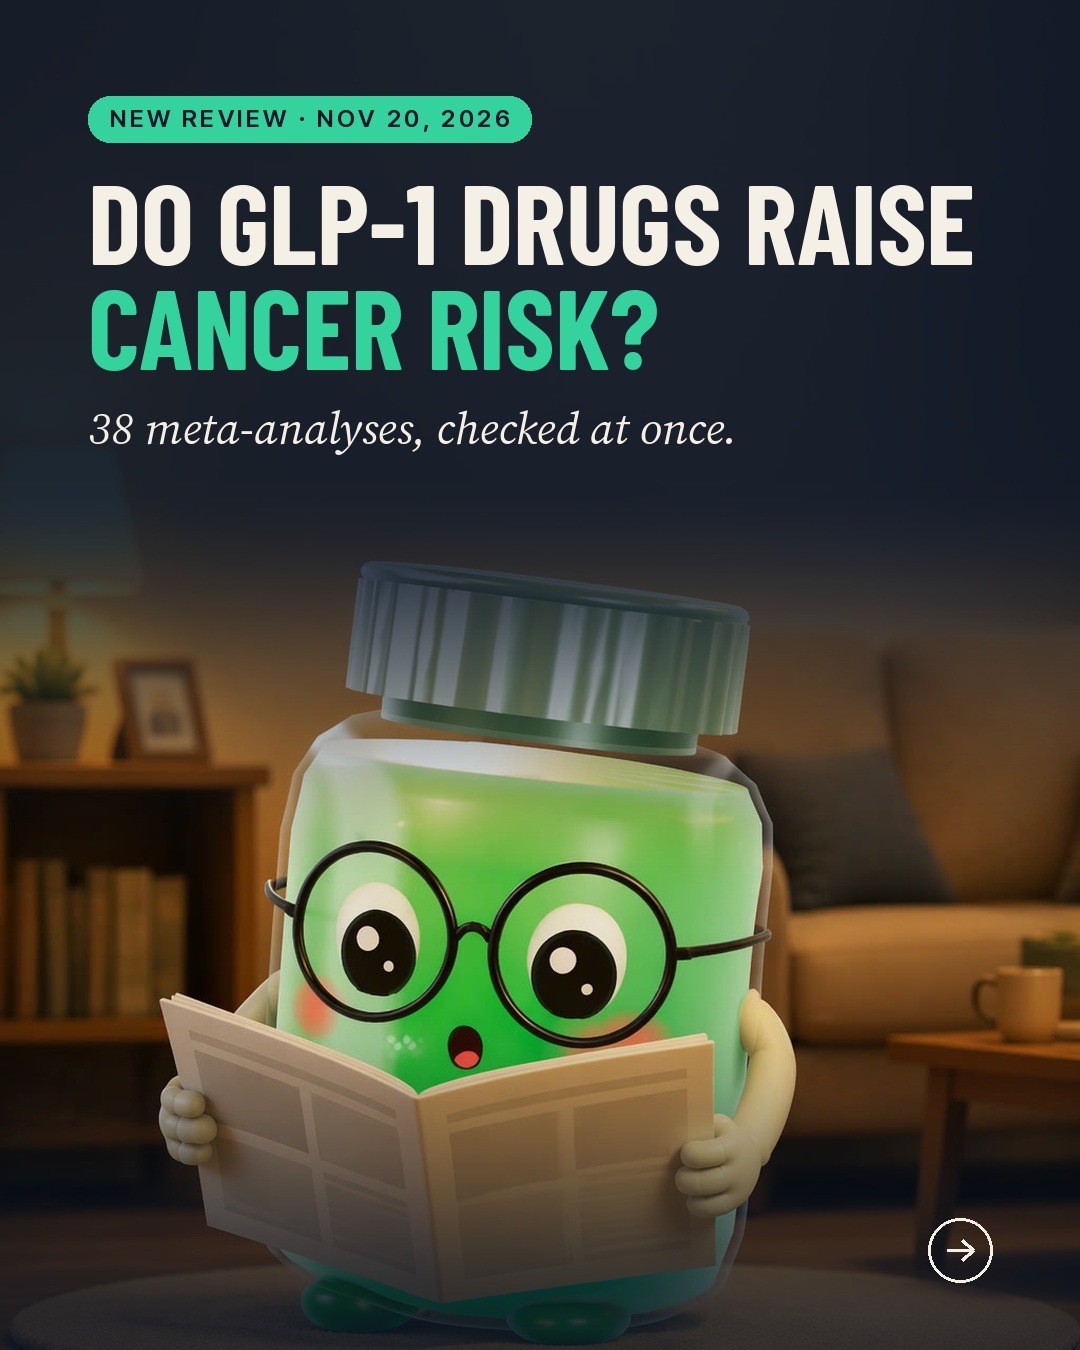 NEW REVIEW · NOV 20, 2026
DO GLP-1 DRUGS RAISE
CANCER RISK?
38 meta-analyses, checked at once.